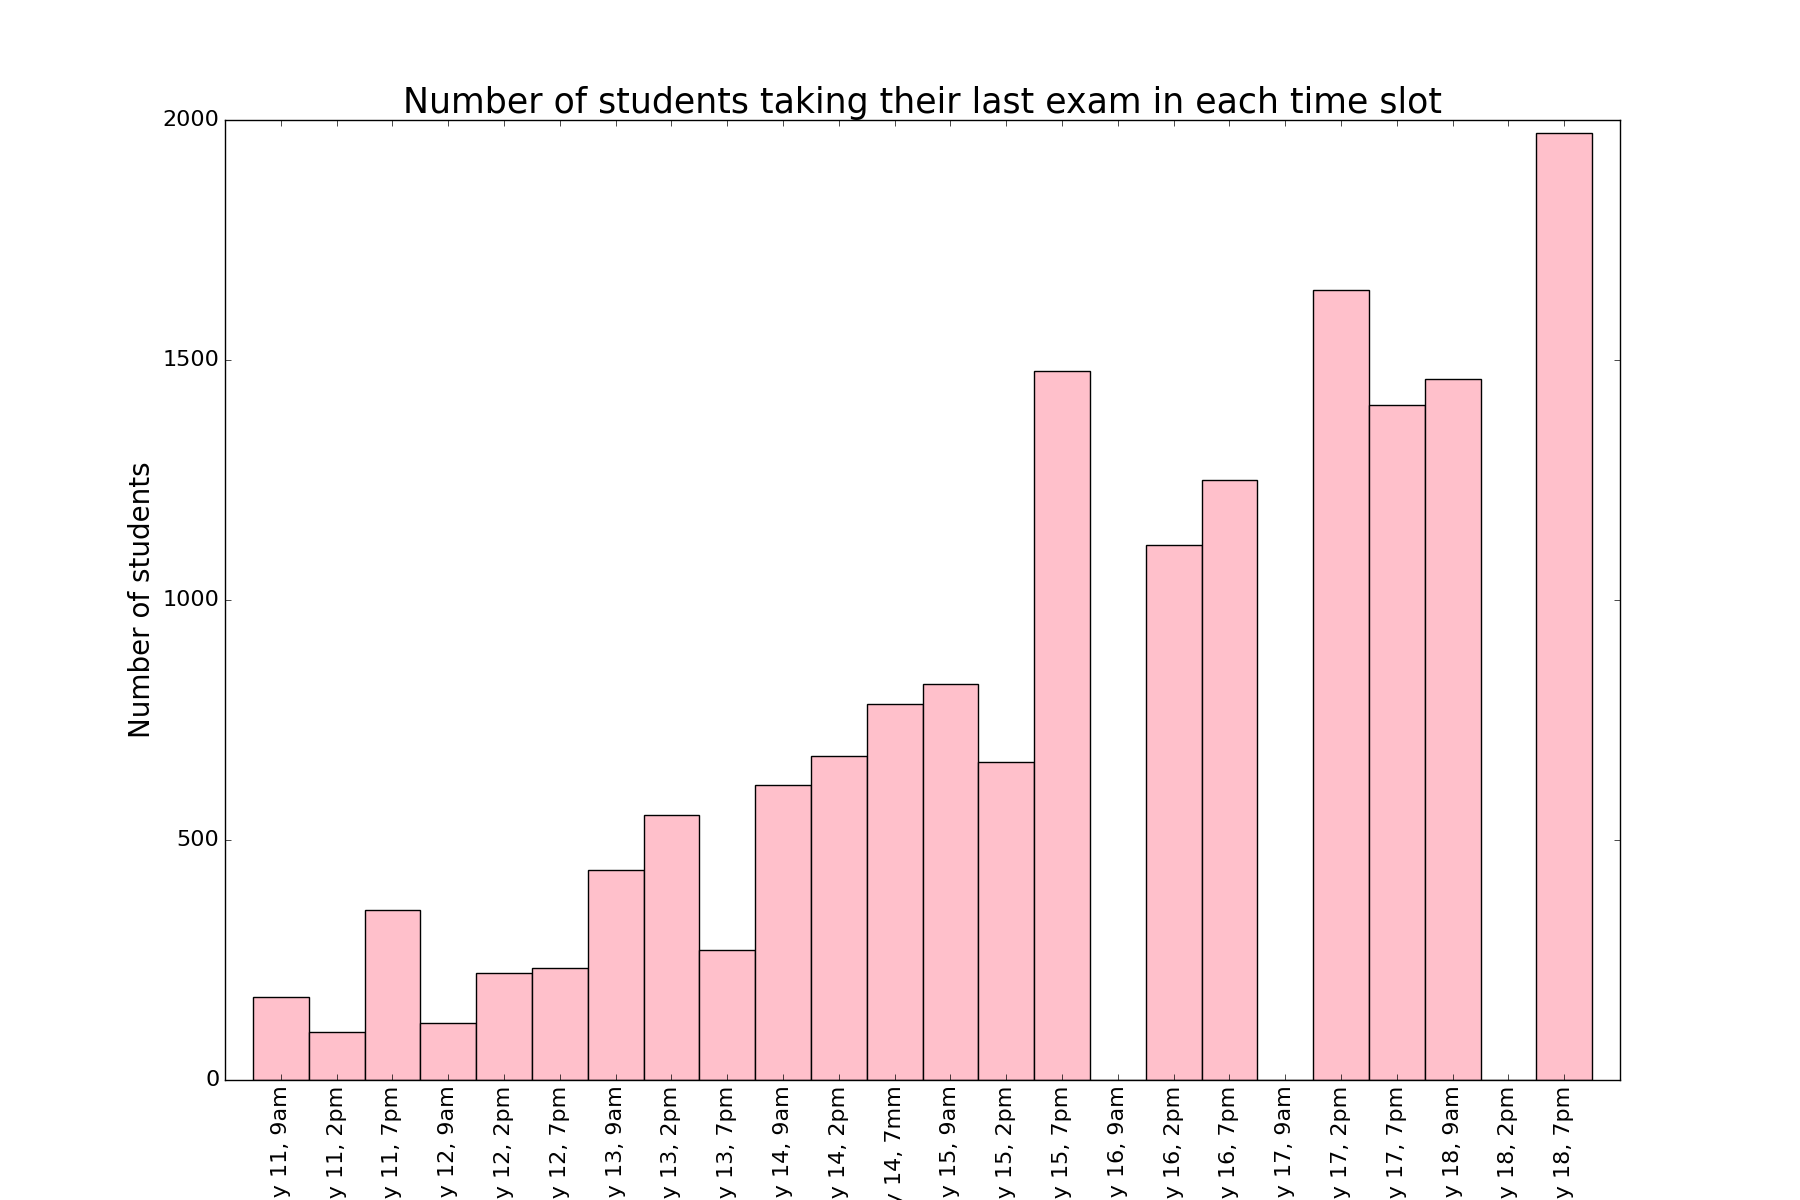 Number of students taking their last exam in each time slot
Number of students
2000
1500
1000
500
0
y 11, 9am
y 11, 2pm
y 11, 7pm
y 12, 9am
y 12, 2pm
y 12, 7pm
y 13, 9am
y 13, 2pm
y 13, 7pm
y 14, 9am
y 14, 2pm
y 14, 7mm
y 15, 9am
y 15, 2pm
y 15, 7pm
y 16, 9am
y 16, 2pm
y 16, 7pm
y 17, 9am
y 17, 2pm
y 17, 7pm
y 18, 9am
y 18, 2pm
y 18, 7pm